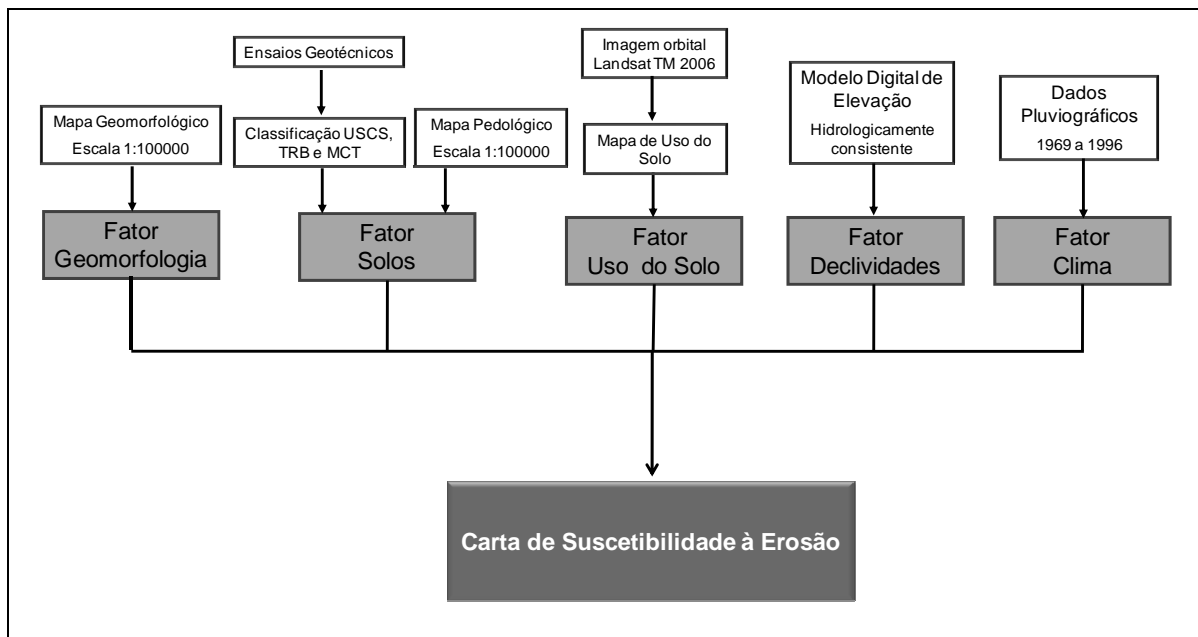 Ensaios Geotécnicos
Imagem orbital
Landsat TM 2006
Modelo Digital de
Elevação
Hidrologicamente
consistente
Dados
Pluviográficos
1969 a 1996
Mapa Geomorfológico
Escala 1:100000
Classificação USCS,
TRB e MCT
Mapa Pedológico
Escala 1:100000
Mapa de Uso do
Solo
Fator
Geomorfologia
Fator
Solos
Fator
Uso do Solo
Fator
Declividades
Fator
Clima
Carta de Suscetibilidade à Erosão